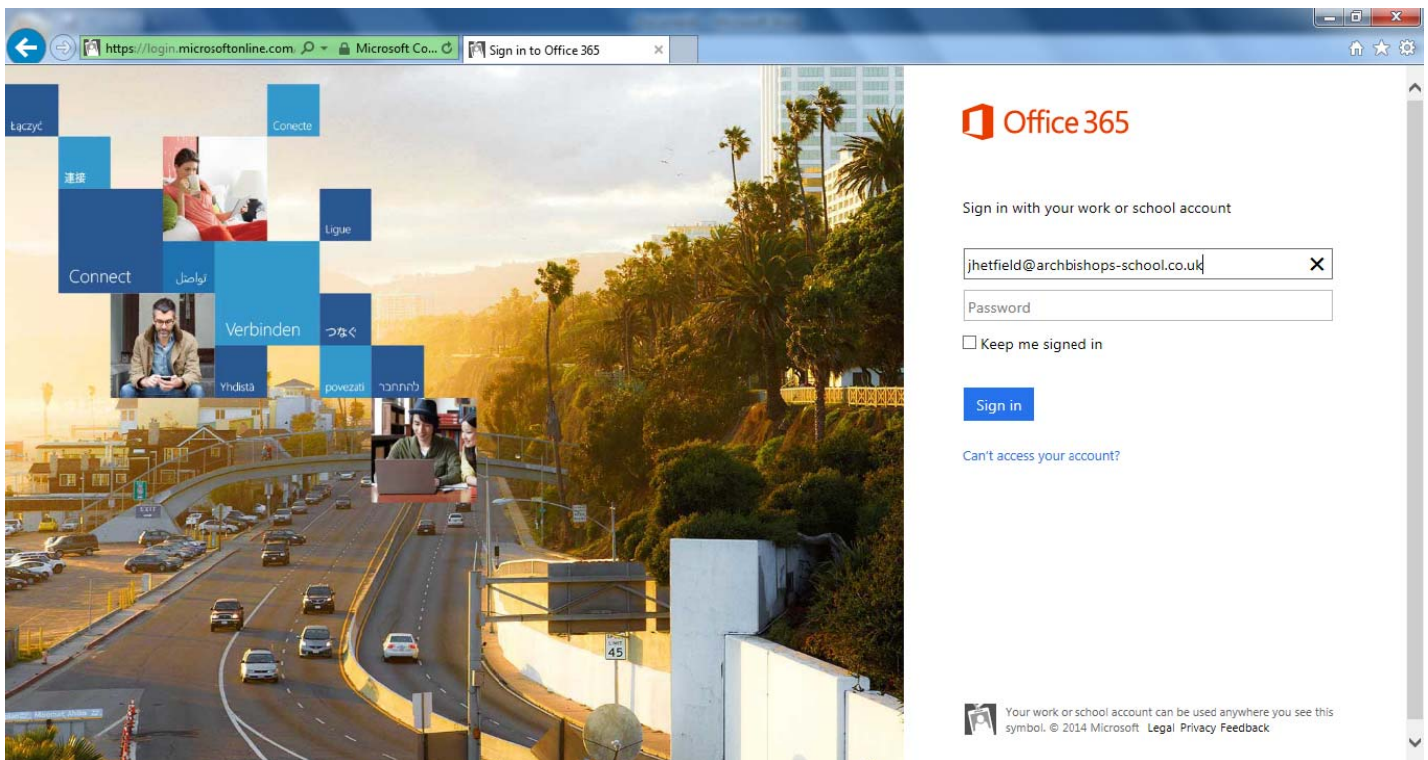 https://login.microsoftonline.com
Microsoft Co...
Sign in to Office 365
Łączyć
Conecte
連接
Ligue
Connect
تواصل
Verbinden
つなぐ
Yhdistä
povezati
להתחבר
EXIT
LIMIT
45
Office 365
Sign in with your work or school account
jhetfield@archbishops-school.co.uk
Password
Keep me signed in
Sign in
Can't access your account?
Your work or school account can be used anywhere you see this
symbol. © 2014 Microsoft Legal Privacy Feedback